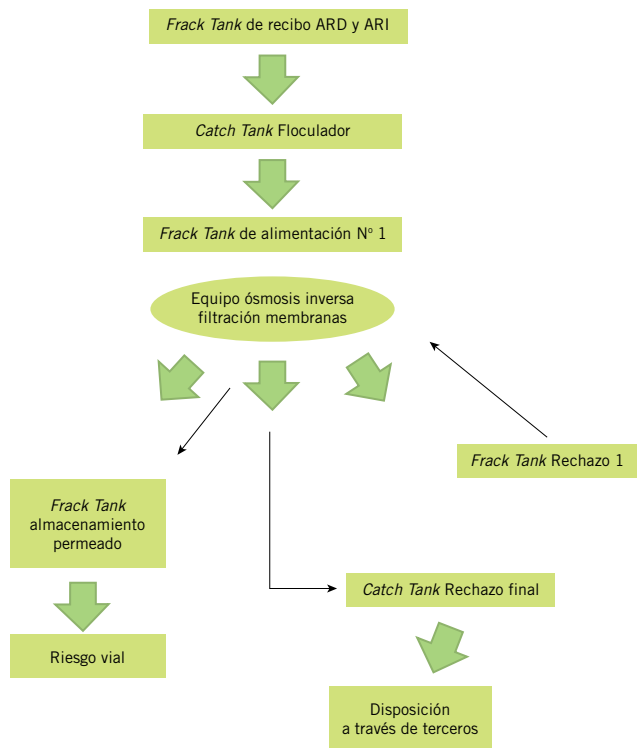 Frack Tank de recibo ARD y ARI
Catch Tank Floculador
Frack Tank de alimentación Nº 1
Equipo ósmosis inversa
filtración membranas
Frack Tank Rechazo 1
Frack Tank
almacenamiento
permeado
Catch Tank Rechazo final
Riesgo vial
Disposición
a través de terceros